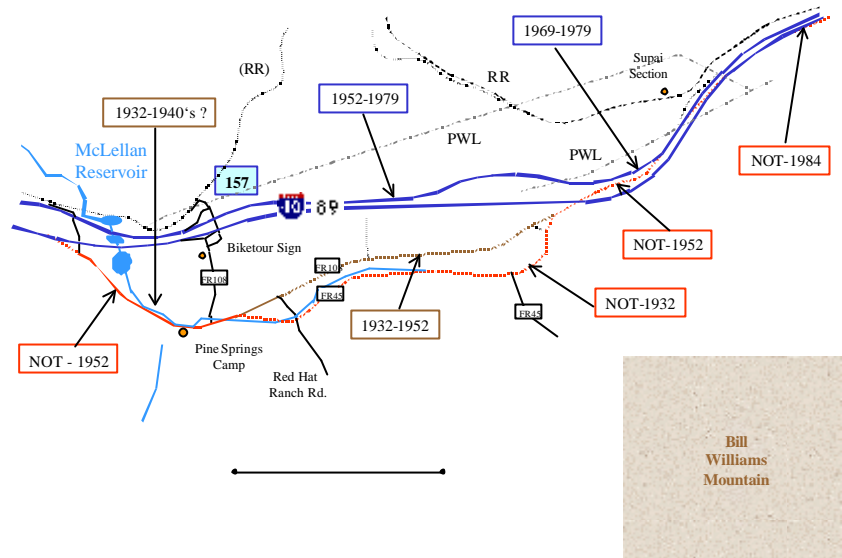 1969-1979
(RR)
Supai
Section
RR
1952-1979
1932-1940's ?
PWL
McLellan
Reservoir
PWL
NOT-1984
157
89
NOT-1952
Biketour Sign
FR108
FR45
NOT-1932
FR45
1932-1952
NOT - 1952
Pine Springs
Camp
Red Hat
Ranch Rd.
Bill
Williams
Mountain